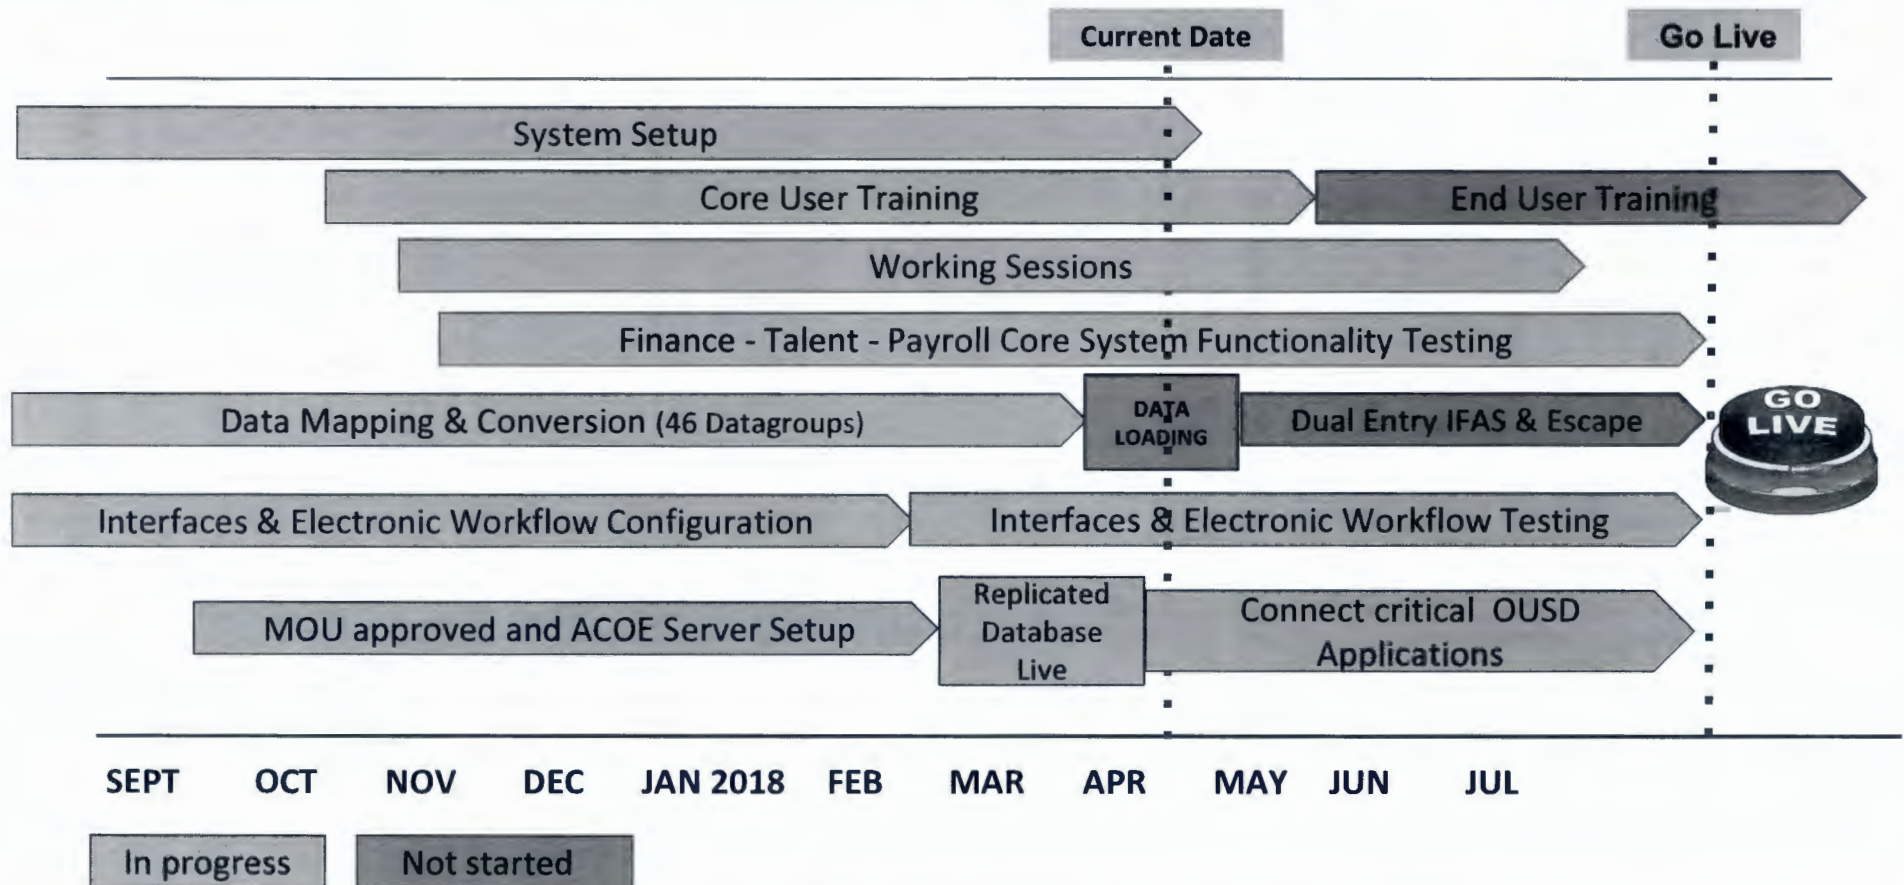 Current Date
Go Live
System Setup
Core User Training
End User Training
Working Sessions
Finance - Talent - Payroll Core System Functionality Testing
Data Mapping & Conversion (46 Datagroups)
DATA
LOADING
Dual Entry IFAS & Escape
GO
LIVE
Interfaces & Electronic Workflow Configuration
Interfaces & Electronic Workflow Testing
MOU approved and ACOE Server Setup
Replicated
Database
Live
Connect critical OUSD
Applications
SEPT OCT NOV DEC JAN 2018 FEB MAR APR MAY JUN JUL
In progress
Not started